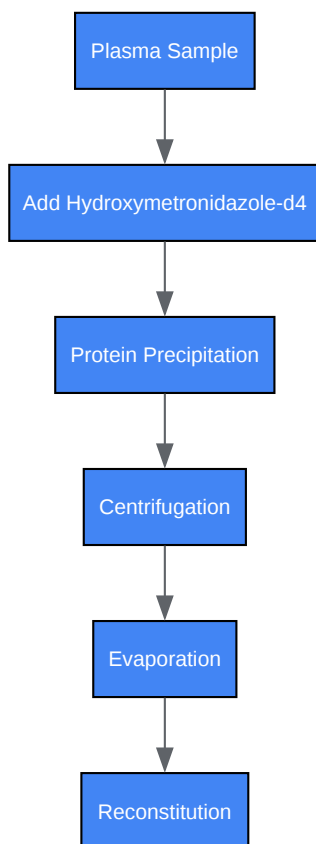 Plasma Sample
Add Hydroxymetronidazole-d4
Protein Precipitation
Centrifugation
Evaporation
Reconstitution